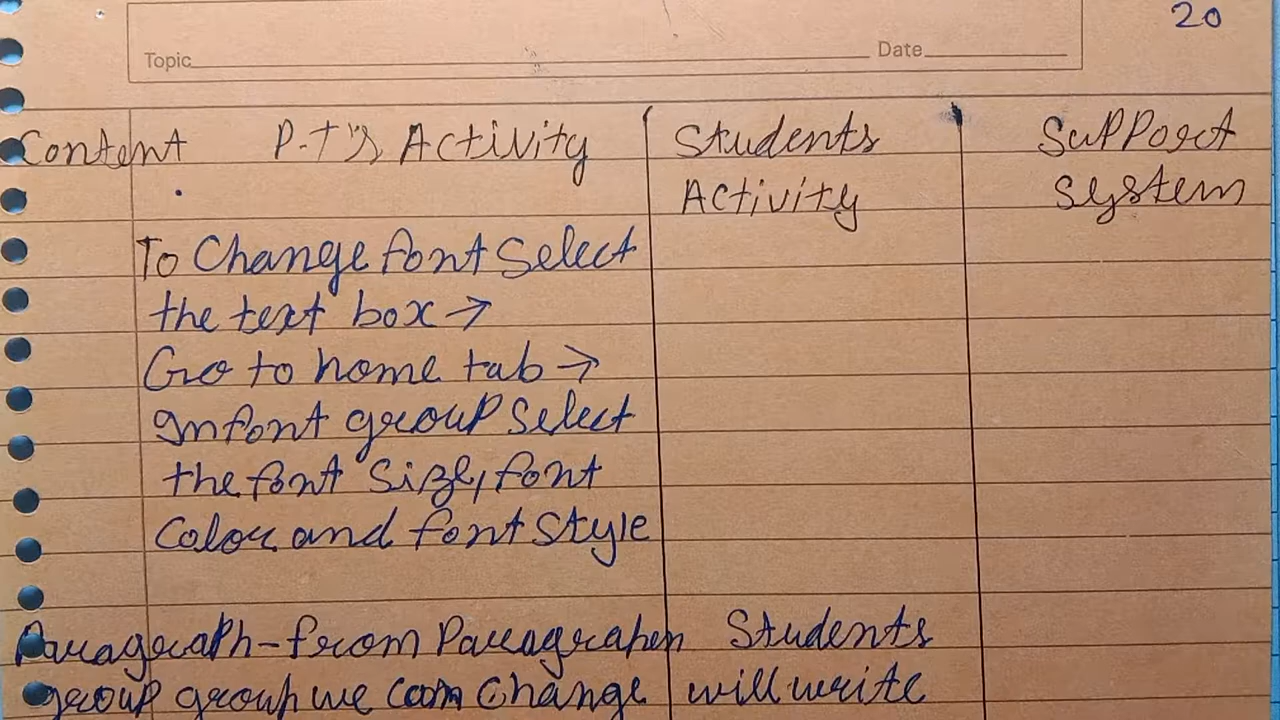 20
Topic Date
Content P.T's Activity Students Activity Support System
To Change font Select
the text box →
Go to home tab →
In font group select
the font size, font
Color and font style
Paragraph - from Paragraph Students
group group we can change will write